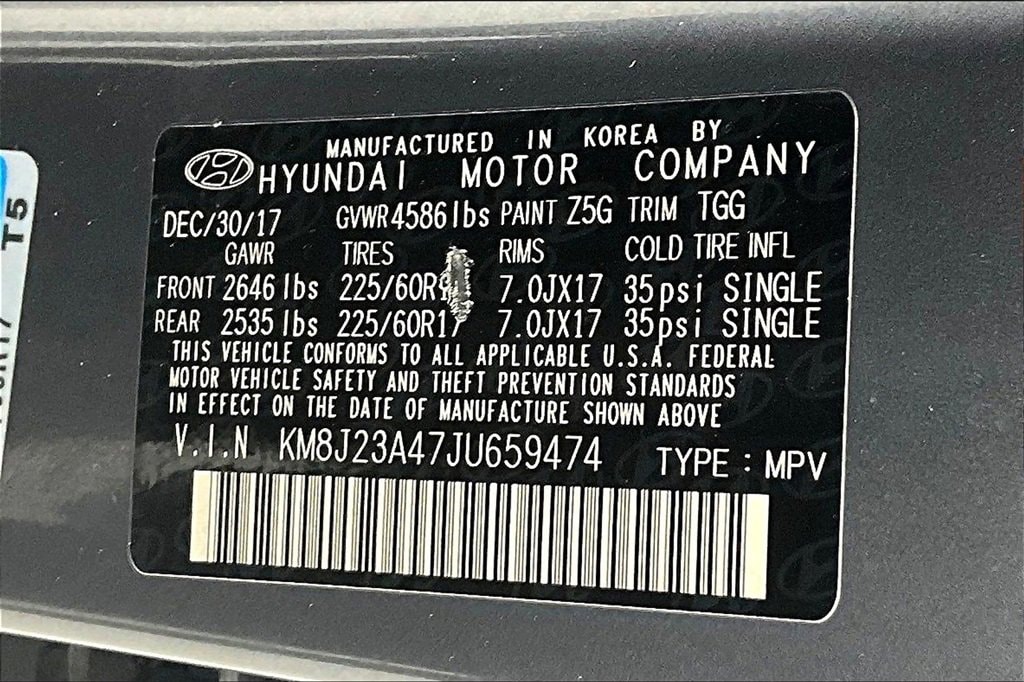 MANUFACTURED IN KOREA BY
HYUNDAI MOTOR COMPANY
DEC/30/17 GVWR 4586 lbs PAINT Z5G TRIM TGG
GAWR TIRES RIMS COLD TIRE INFL
FRONT 2646 lbs 7.0JX17 35psi SINGLE
REAR 2535 lbs 225/60R17 7.0JX17 35psi SINGLE
THIS VEHICLE CONFORMS TO ALL APPLICABLE U.S.A. FEDERAL
MOTOR VEHICLE SAFETY AND THEFT PREVENTION STANDARDS
IN EFFECT ON THE DATE OF MANUFACTURE SHOWN ABOVE
V.I.N KM8J23A47JU659474 TYPE : MPV
T5